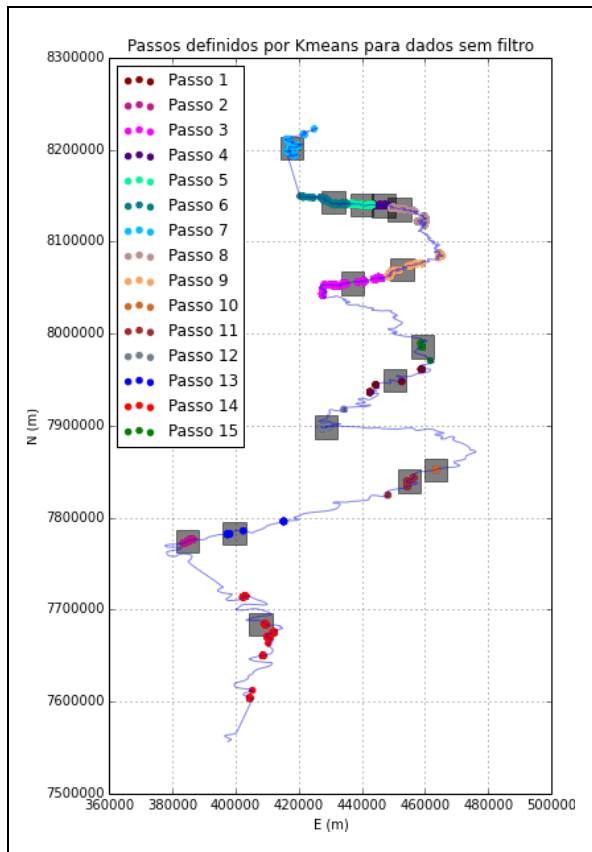 Passos definidos por Kmeans para dados sem filtro
8300000
8200000
8100000
8000000
7900000
7800000
7700000
7600000
7500000
N (m)
Passo 1
Passo 2
Passo 3
Passo 4
Passo 5
Passo 6
Passo 7
Passo 8
Passo 9
Passo 10
Passo 11
Passo 12
Passo 13
Passo 14
Passo 15
360000 380000 400000 420000 440000 460000 480000 500000
E (m)